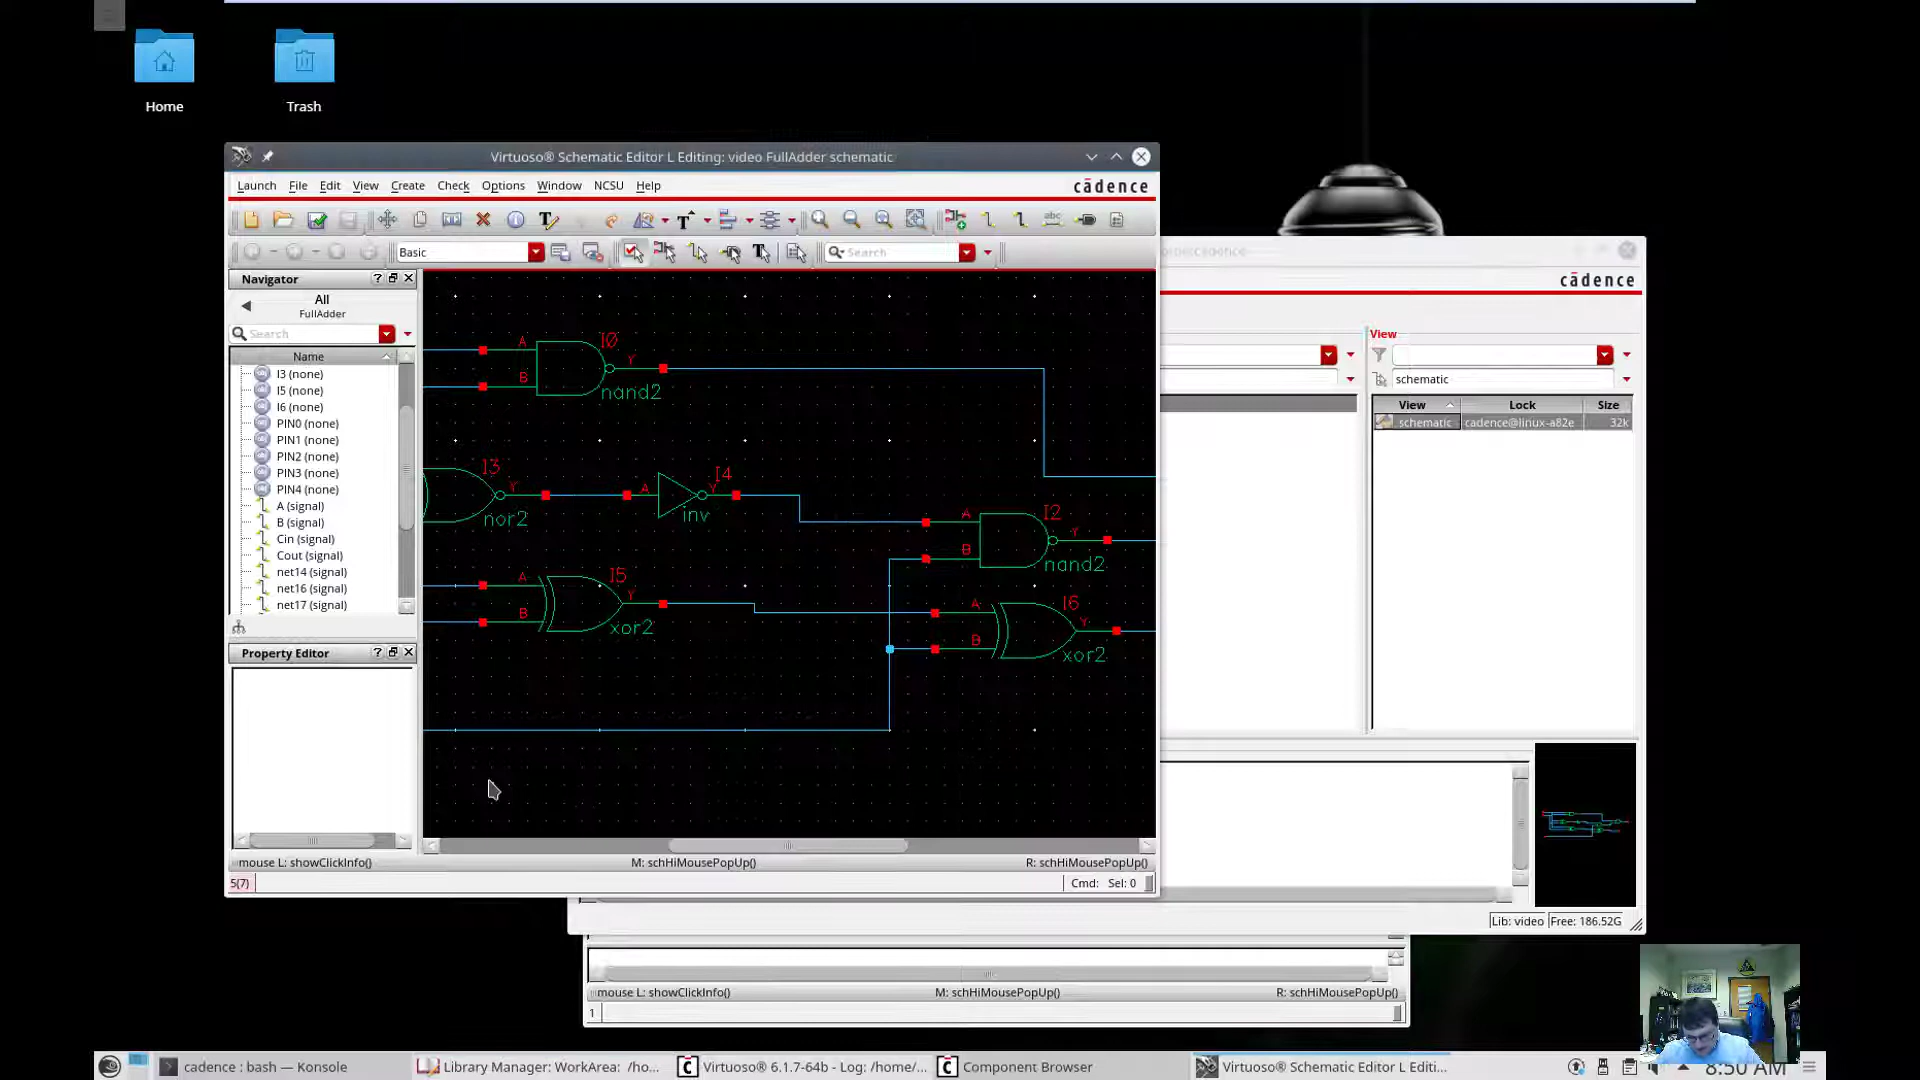 Home
Trash
Virtuoso® Schematic Editor L Editing: video FullAdder schematic
Launch File Edit View Create Check Options Window NCSU Help
cādence
Basic
Search
Navigator
All
FullAdder
Search
Name
I3 (none)
I5 (none)
I6 (none)
PIN0 (none)
PIN1 (none)
PIN2 (none)
PIN3 (none)
PIN4 (none)
A (signal)
B (signal)
Cin (signal)
Cout (signal)
net14 (signal)
net16 (signal)
net17 (signal)
Property Editor
I0
A
B
Y
nand2
I3
Y
nor2
A
I4
Y
inv
I2
A
B
Y
nand2
I5
A
B
Y
xor2
I6
A
B
Y
xor2
mouse L: showClickInfo()
M: schHiMousePopUp()
R: schHiMousePopUp()
5(7)
Cmd: Sel: 0
cādence
View
schematic
View Lock Size
schematic cadence@linux-a82e 32k
Lib: video Free: 186.52G
mouse L: showClickInfo()
M: schHiMousePopUp()
R: schHiMousePopUp()
1
cadence : bash — Konsole
Library Manager: WorkArea: /ho...
Virtuoso® 6.1.7-64b - Log: /home/...
Component Browser
Virtuoso® Schematic Editor L Editi...
8:50 AM